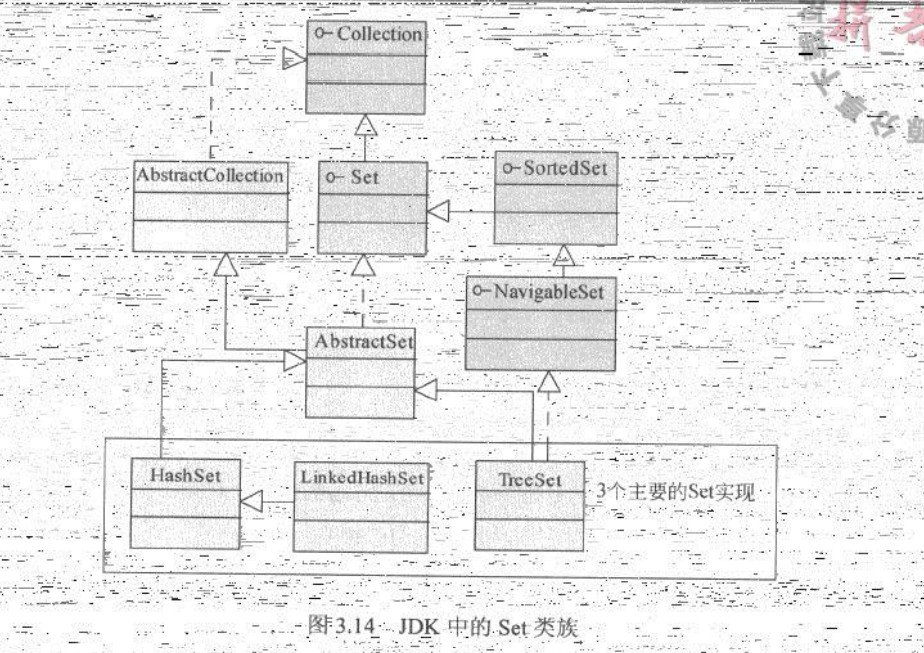 Collection
AbstractCollection
Set
SortedSet
NavigableSet
AbstractSet
HashSet
LinkedHashSet
TreeSet
3个主要的Set实现
图3.14 JDK 中的 Set 类族